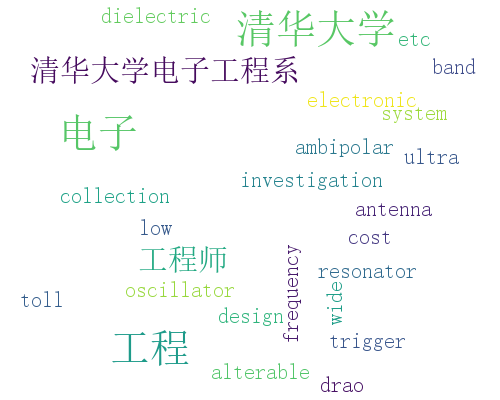 dielectric
清华大学
etc
清华大学电子工程系
band
electronic
system
电子
ambipolar
ultra
investigation
collection
antenna
low
cost
工程师
frequency
resonator
toll
oscillator
wide
design
工程
trigger
alterable
drao